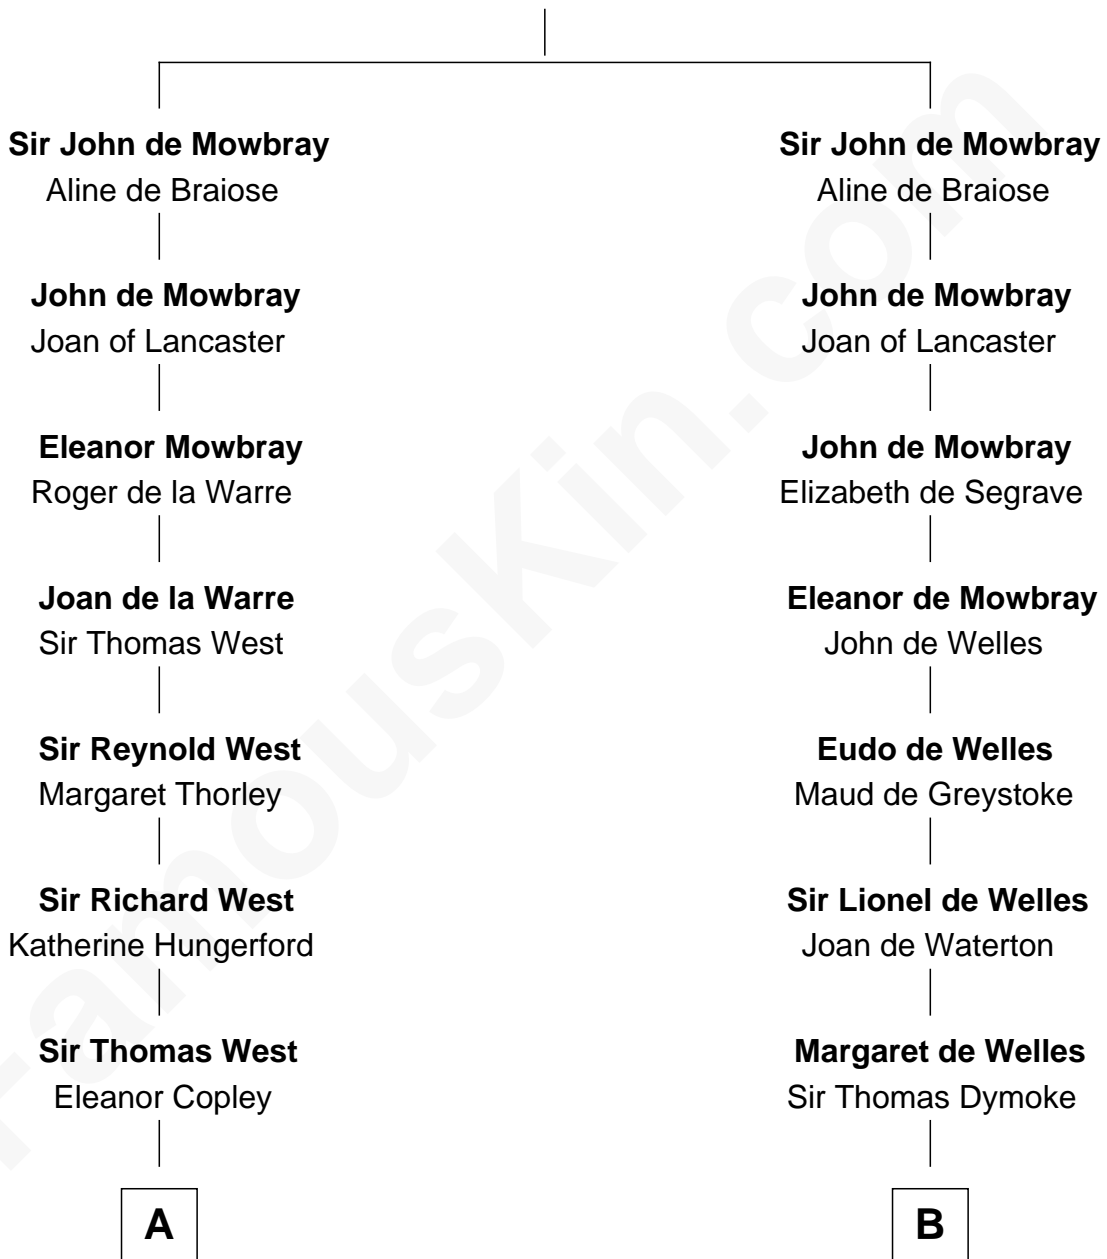 Sir John de Mowbray
Aline de Braiose
John de Mowbray
Joan of Lancaster
Eleanor Mowbray
Roger de la Warre
Joan de la Warre
Sir Thomas West
Sir Reynold West
Margaret Thorley
Sir Richard West
Katherine Hungerford
Sir Thomas West
Eleanor Copley
A
Sir John de Mowbray
Aline de Braiose
John de Mowbray
Joan of Lancaster
John de Mowbray
Elizabeth de Segrave
Eleanor de Mowbray
John de Welles
Eudo de Welles
Maud de Greystoke
Sir Lionel de Welles
Joan de Waterton
Margaret de Welles
Sir Thomas Dymoke
B
FamousKin.com